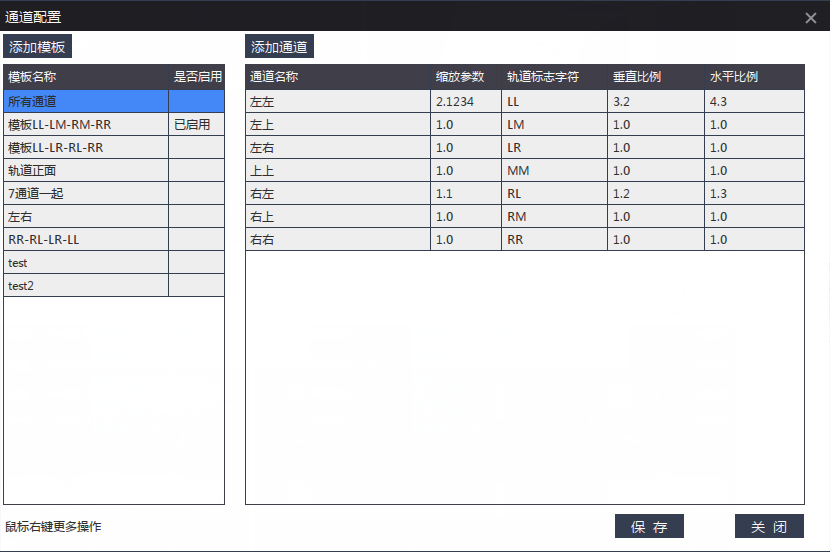 通道配置
添加模板
添加通道
模板名称 是否启用
所有通道
模板LL-LM-RM-RR 已启用
模板LL-LR-RL-RR
轨道正面
7通道一起
左右
RR-RL-LR-LL
test
test2
通道名称 缩放参数 轨道标志字符 垂直比例 水平比例
左左 2.1234 LL 3.2 4.3
左上 1.0 LM 1.0 1.0
左右 1.0 LR 1.0 1.0
上上 1.0 MM 1.0 1.0
右左 1.1 RL 1.2 1.3
右上 1.0 RM 1.0 1.0
右右 1.0 RR 1.0 1.0
鼠标右键更多操作
保 存
关 闭